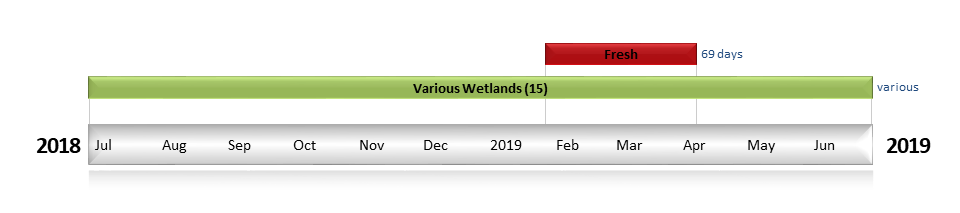 Fresh
69 days
Various Wetlands (15)
various
2018 Jul Aug Sep Oct Nov Dec 2019 Feb Mar Apr May Jun 2019